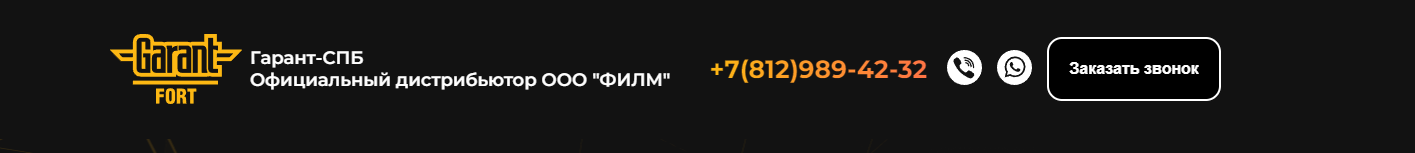 Garant
FORT
Гарант-СПБ
Официальный дистрибьютор ООО "ФИЛМ"
+7(812)989-42-32
Заказать звонок